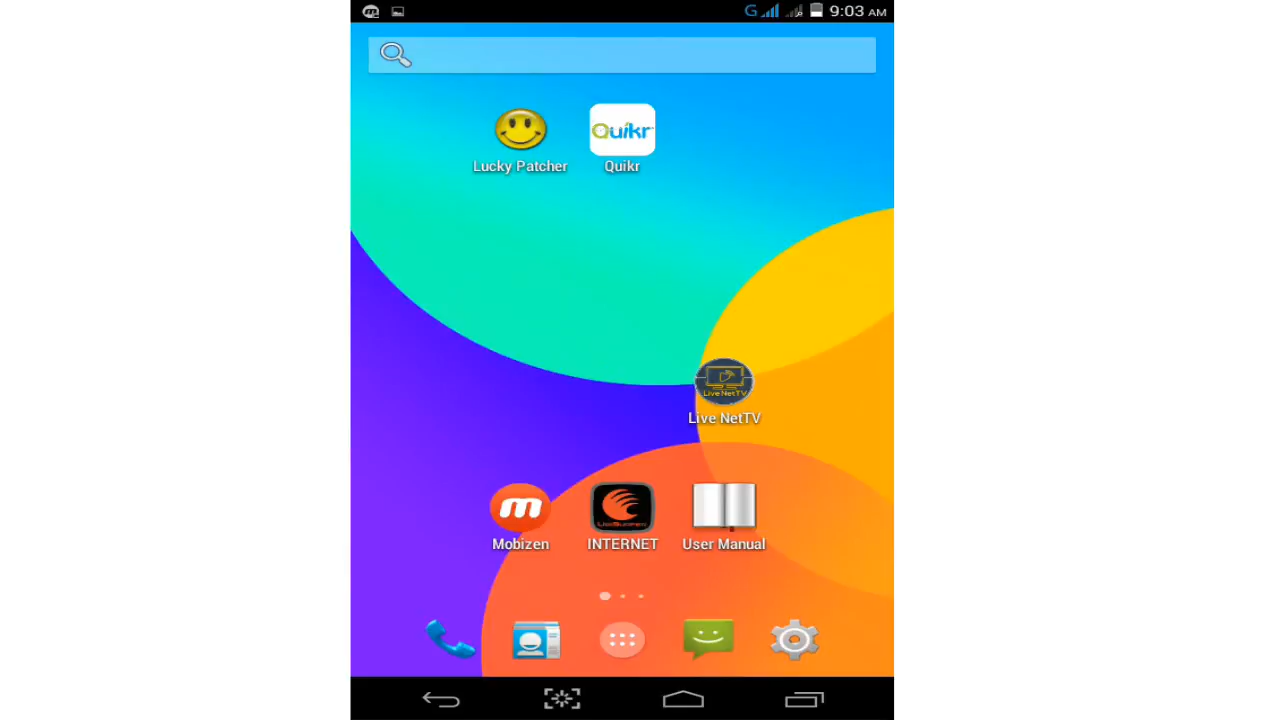 G 9:03 AM
Lucky Patcher
Quikr
Quikr
Live NetTV
Live NetTV
m
Mobizen
INTERNET
User Manual